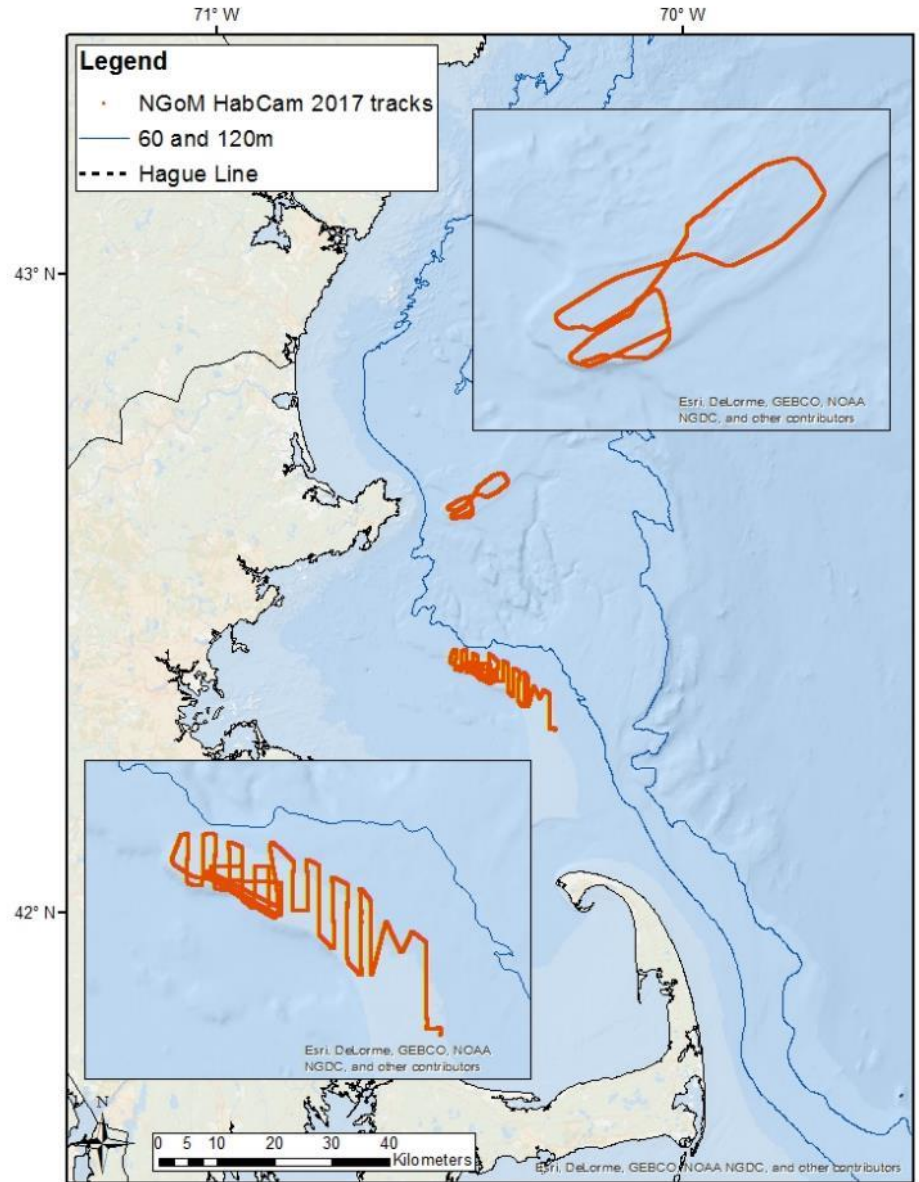 71° W 70° W
Legend
NGoM HabCam 2017 tracks
60 and 120m
Hague Line
43° N
Esri, DeLorme, GEBCO, NOAA
NGDC, and other contributors
42° N
Esri, DeLorme, GEBCO, NOAA
NGDC, and other contributors
N
0 5 10 20 30 40
Kilometers
Esri, DeLorme, GEBCO, NOAA NGDC, and other contributors